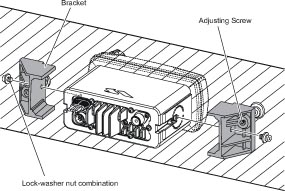 Bracket
Adjusting Screw
Lock-washer nut combination